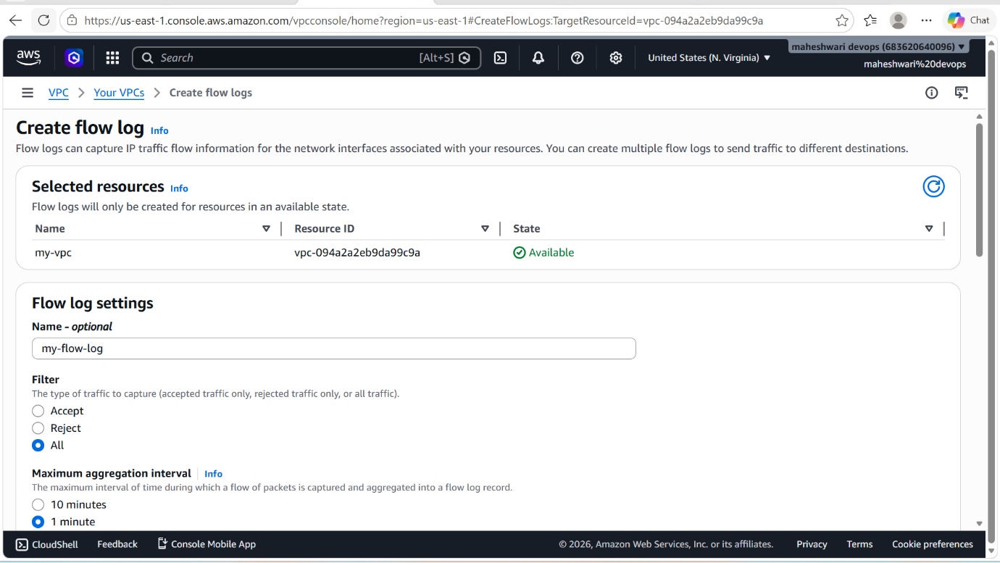 https://us-east-1.console.aws.amazon.com/vpcconsole/home?region=us-east-1#CreateFlowLogs:TargetResourceId=vpc-094a2a2eb9da99c9a
Chat
aws
Search [Alt+S]
United States (N. Virginia)
maheshwari devops (683620640096)
maheshwari%20devops
VPC
Your VPCs
Create flow logs
Create flow log Info
Flow logs can capture IP traffic flow information for the network interfaces associated with your resources. You can create multiple flow logs to send traffic to different destinations.
Selected resources Info
Flow logs will only be created for resources in an available state.
Name Resource ID State
my-vpc vpc-094a2a2eb9da99c9a Available
Flow log settings
Name - optional
my-flow-log
Filter
The type of traffic to capture (accepted traffic only, rejected traffic only, or all traffic).
Accept
Reject
All
Maximum aggregation interval Info
The maximum interval of time during which a flow of packets is captured and aggregated into a flow log record.
10 minutes
1 minute
CloudShell Feedback Console Mobile App © 2026, Amazon Web Services, Inc. or its affiliates. Privacy Terms Cookie preferences